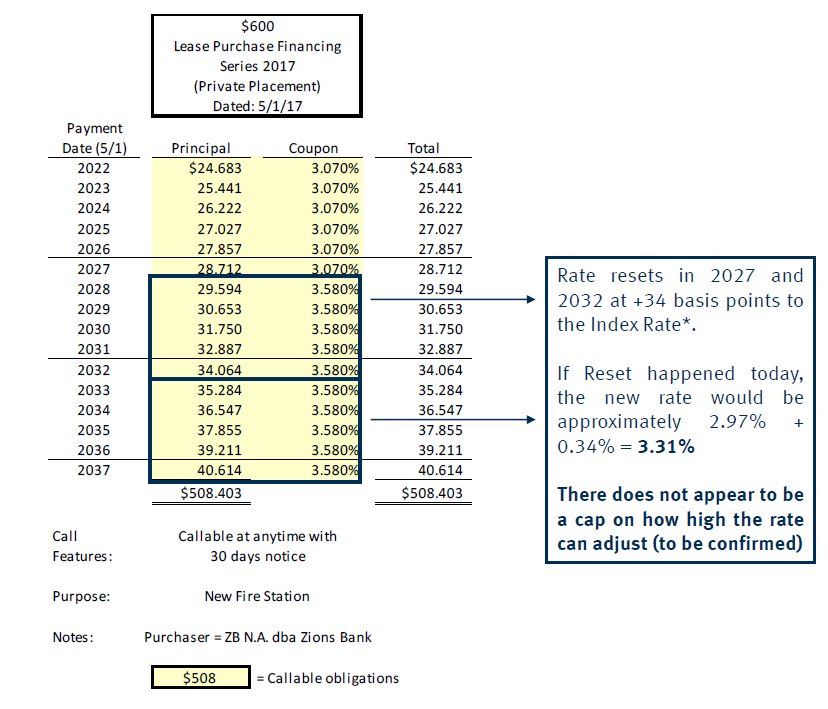 $600
Lease Purchase Financing
Series 2017
(Private Placement)
Dated: 5/1/17
Payment
Date (5/1) Principal Coupon Total
2022 $24.683 3.070% $24.683
2023 25.441 3.070% 25.441
2024 26.222 3.070% 26.222
2025 27.027 3.070% 27.027
2026 27.857 3.070% 27.857
2027 28.712 3.070% 28.712
2028 29.594 3.580% 29.594
2029 30.653 3.580% 30.653
2030 31.750 3.580% 31.750
2031 32.887 3.580% 32.887
2032 34.064 3.580% 34.064
2033 35.284 3.580% 35.284
2034 36.547 3.580% 36.547
2035 37.855 3.580% 37.855
2036 39.211 3.580% 39.211
2037 40.614 3.580% 40.614
$508.403 $508.403
Rate resets in 2027 and
2032 at +34 basis points to
the Index Rate*.
If Reset happened today,
the new rate would be
approximately 2.97% +
0.34% = 3.31%
There does not appear to be
a cap on how high the rate
can adjust (to be confirmed)
Call Callable at anytime with
Features: 30 days notice
Purpose: New Fire Station
Notes: Purchaser = ZB N.A. dba Zions Bank
$508 = Callable obligations